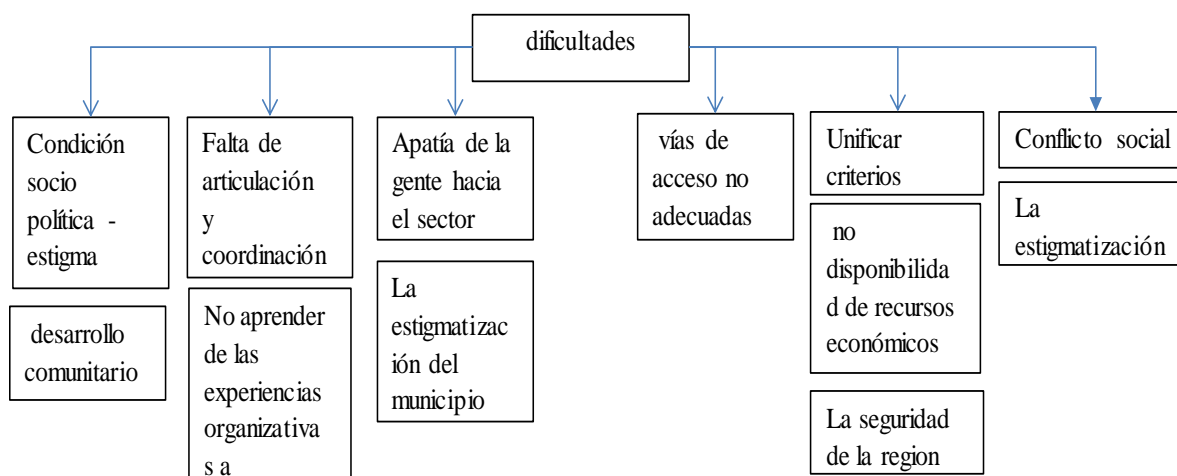 dificultades
Condición
socio
política -
estigma
desarrollo
comunitario
Falta de
articulación
y
coordinación
No aprender
de las
experiencias
organizativa
s a
Apatía de la
gente hacia
el sector
La
estigmatizac
ión del
municipio
vías de
acceso no
adecuadas
Unificar
criterios
no
disponibilida
d de recursos
económicos
La seguridad
de la region
Conflicto social
La
estigmatización